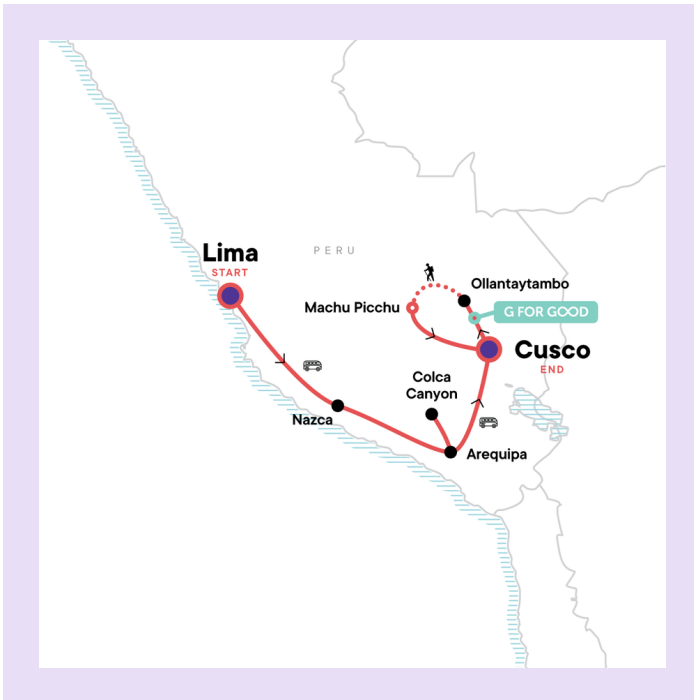 Lima
START
PERU
Ollantaytambo
Machu Picchu
G FOR GOOD
Cusco
END
Colca
Canyon
Nazca
Arequipa